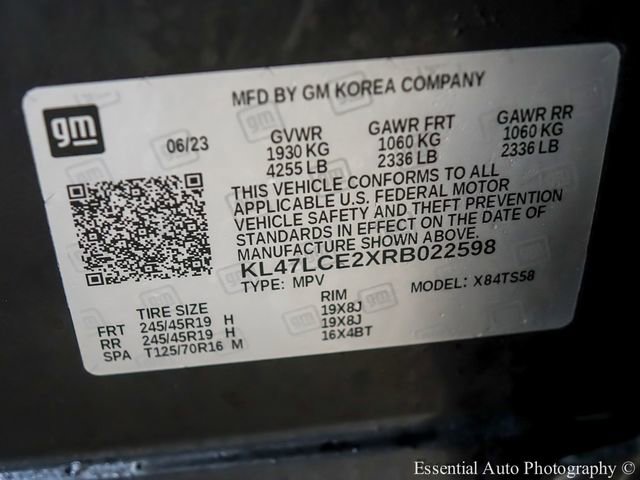 MFD BY GM KOREA COMPANY
gm
06/23
GVWR
1930 KG
4255 LB
GAWR FRT
1060 KG
2336 LB
GAWR RR
1060 KG
2336 LB
THIS VEHICLE CONFORMS TO ALL
APPLICABLE U.S. FEDERAL MOTOR
VEHICLE SAFETY AND THEFT PREVENTION
STANDARDS IN EFFECT ON THE DATE OF
MANUFACTURE SHOWN ABOVE.
KL47LCE2XRB022598
TYPE: MPV MODEL: X84TS58
TIRE SIZE RIM
FRT 245/45R19 H 19X8J
RR 245/45R19 H 19X8J
SPA T125/70R16 M 16X4BT
Essential Auto Photography ©